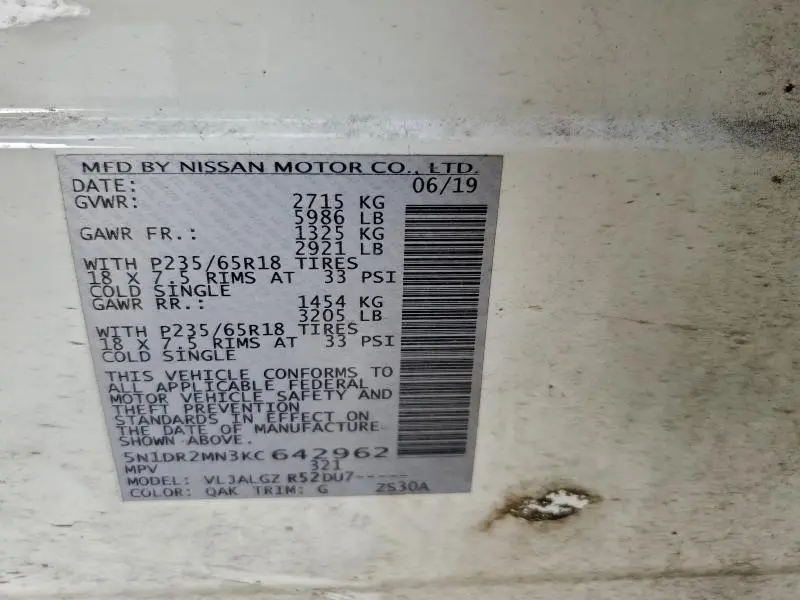 MFD BY NISSAN MOTOR CO., LTD.
DATE: 06/19
GVWR: 2715 KG
5986 LB
GAWR FR.: 1325 KG
2921 LB
WITH P235/65R18 TIRES
18 X 7.5 RIMS AT 33 PSI
COLD SINGLE
GAWR RR.: 1454 KG
3205 LB
WITH P235/65R18 TIRES
18 X 7.5 RIMS AT 33 PSI
COLD SINGLE
THIS VEHICLE CONFORMS TO
ALL APPLICABLE FEDERAL
MOTOR VEHICLE SAFETY AND
THEFT PREVENTION
STANDARDS IN EFFECT ON
THE DATE OF MANUFACTURE
SHOWN ABOVE.
5N1DR2MN3KC 642962
MPV 321
MODEL: VLJALGZ R52DU7-----
COLOR: QAK TRIM: G ZS30A